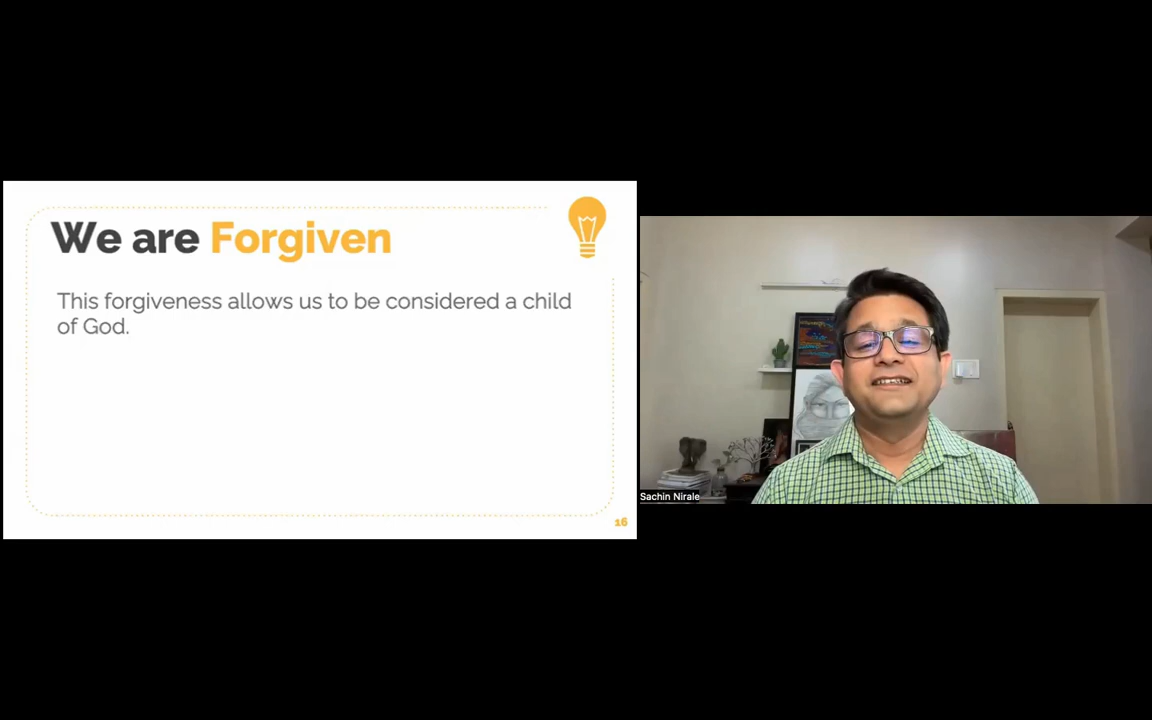 We are Forgiven
This forgiveness allows us to be considered a child
of God.
16
Sachin Nirale